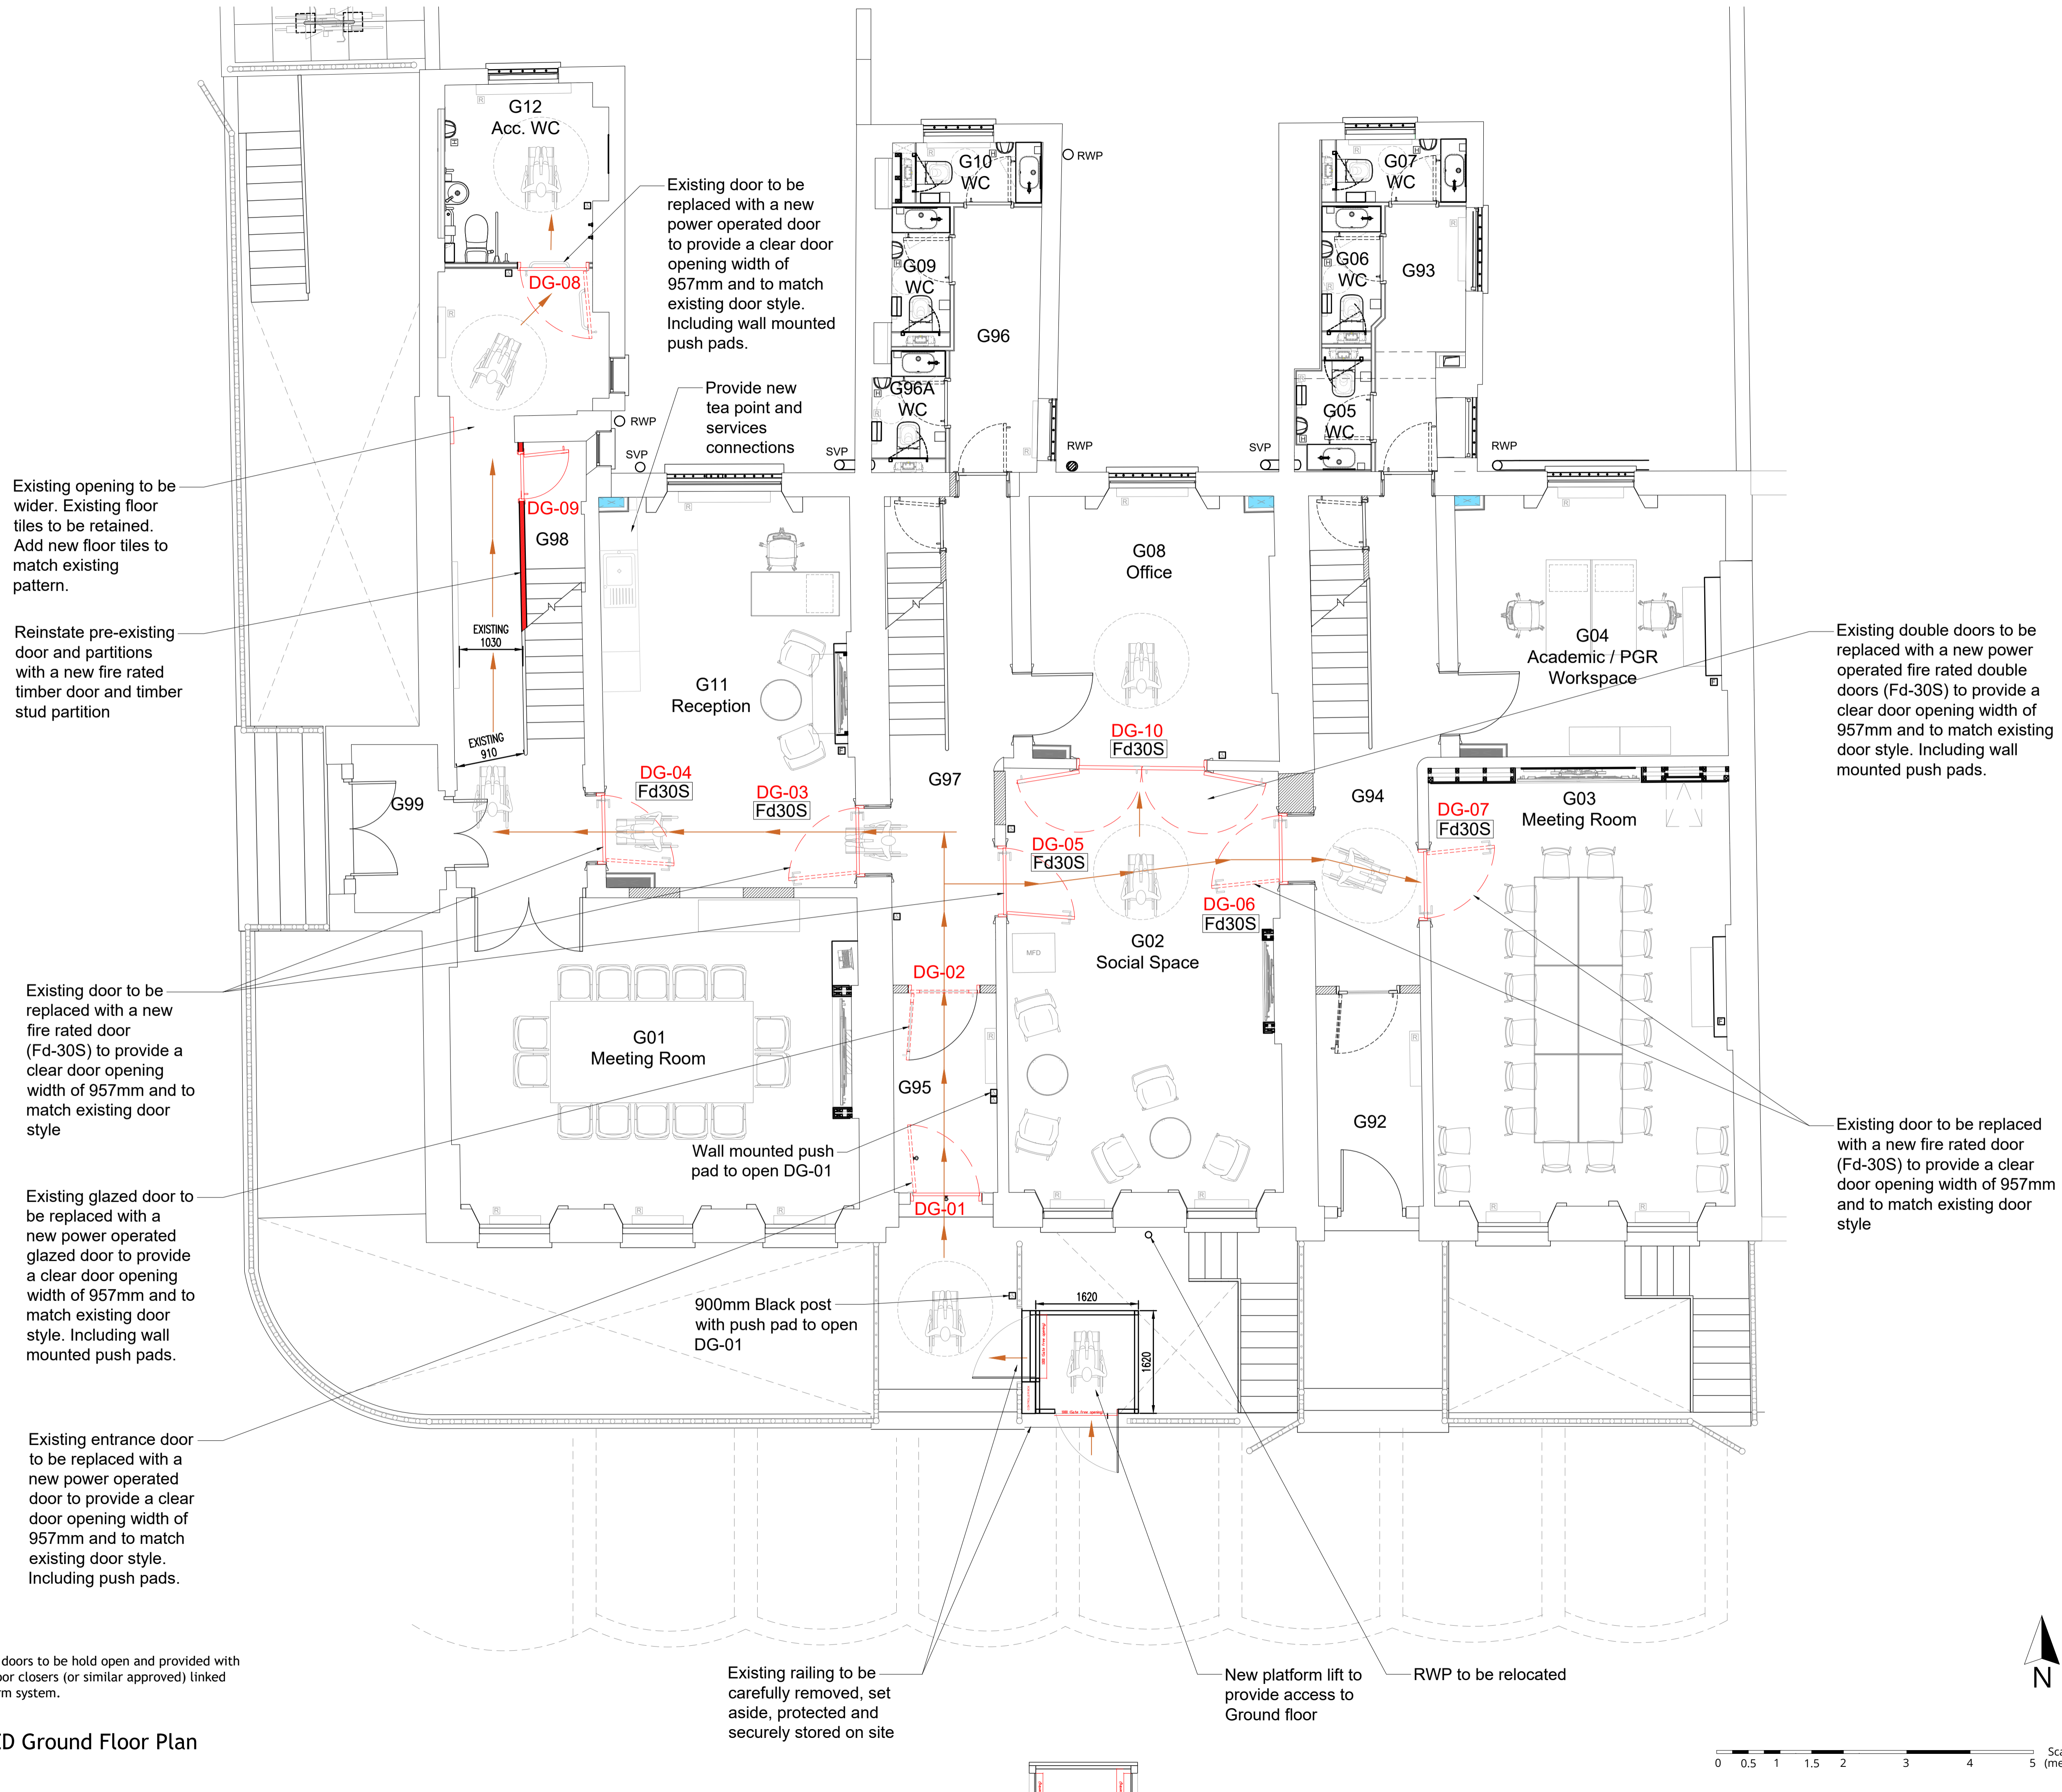 G12
Acc. WC
DG-08
Existing door to be
replaced with a new
power operated door
to provide a clear door
opening width of
957mm and to match
existing door style.
Including wall mounted
push pads.
G10
WC
RWP
G07
WC
G09
WC
G96
G06
WC
G93
Provide new
tea point and
services
connections
G96A
WC
G05
WC
RWP
SVP
SVP
RWP
SVP
RWP
Existing opening to be
wider. Existing floor
tiles to be retained.
Add new floor tiles to
match existing
pattern.
DG-09
G98
Reinstate pre-existing
door and partitions
with a new fire rated
timber door and timber
stud partition
EXISTING
1030
EXISTING
910
G11
Reception
G08
Office
G04
Academic / PGR
Workspace
Existing double doors to be
replaced with a new power
operated fire rated double
doors (Fd-30S) to provide a
clear door opening width of
957mm and to match existing
door style. Including wall
mounted push pads.
DG-10
Fd30S
DG-04
Fd30S
DG-03
Fd30S
G97
G99
G94
G03
Meeting Room
DG-07
Fd30S
DG-05
Fd30S
DG-06
Fd30S
MFD
G02
Social Space
DG-02
Existing door to be
replaced with a new
fire rated door
(Fd-30S) to provide a
clear door opening
width of 957mm and to
match existing door
style
G01
Meeting Room
G95
G92
Wall mounted push
pad to open DG-01
Existing door to be replaced
with a new fire rated door
(Fd-30S) to provide a clear
door opening width of 957mm
and to match existing door
style
Existing glazed door to
be replaced with a
new power operated
glazed door to provide
a clear door opening
width of 957mm and to
match existing door
style. Including wall
mounted push pads.
DG-01
900mm Black post
with push pad to open
DG-01
1620
1620
Existing entrance door
to be replaced with a
new power operated
door to provide a clear
door opening width of
957mm and to match
existing door style.
Including push pads.
doors to be hold open and provided with
oor closers (or similar approved) linked
rm system.
Existing railing to be
carefully removed, set
aside, protected and
securely stored on site
New platform lift to
provide access to
Ground floor
RWP to be relocated
N
ED Ground Floor Plan
0 0.5 1 1.5 2 3 4 5